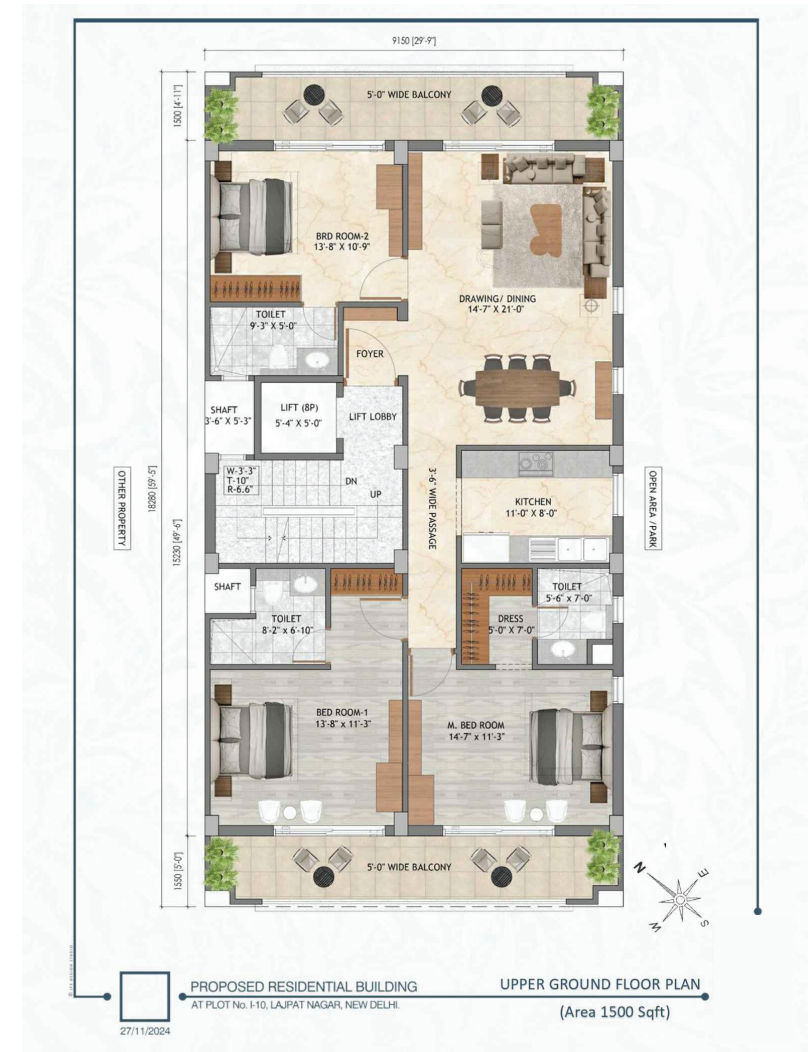 9150 [29'-9"]
1500 [4'-11"]
5'-0" WIDE BALCONY
BRD ROOM-2
13'-8" X 10'-9"
DRAWING/ DINING
14'-7" X 21'-0"
TOILET
9'-3" X 5'-0"
FOYER
SHAFT
3'-6" X 5'-3"
LIFT (8P)
5'-4" X 5'-0"
LIFT LOBBY
W-3'-3"
T-10"
R-6.6"
DN
UP
3'-6" WIDE PASSAGE
KITCHEN
11'-0" X 8'-0"
OTHER PROPERTY
18280 [59'-5"]
15230 [49'-6"]
OPEN AREA /PARK
SHAFT
TOILET
8'-2" x 6'-10"
DRESS
5'-0" X 7'-0"
TOILET
5'-6" x 7'-0"
BED ROOM-1
13'-8" x 11'-3"
M. BED ROOM
14'-7" x 11'-3"
1550 [5'-0"]
5'-0" WIDE BALCONY
N
E
W
S
PROPOSED RESIDENTIAL BUILDING
AT PLOT No. I-10, LAJPAT NAGAR, NEW DELHI.
UPPER GROUND FLOOR PLAN
(Area 1500 Sqft)
27/11/2024